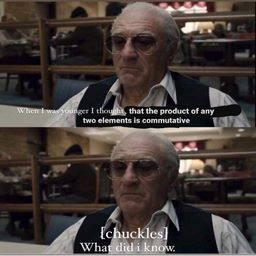 When I was younger I thought, that the product of any
two elements is commutative
[chuckles]
What did i know.